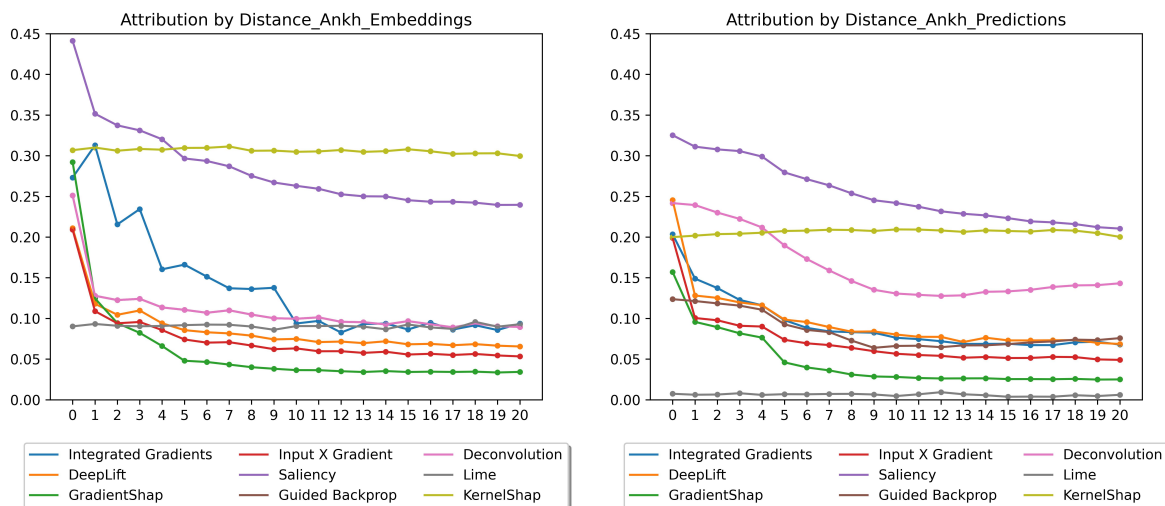 Attribution by Distance_Ankh_Embeddings
0.45
0.40
0.35
0.30
0.25
0.20
0.15
0.10
0.05
0.00
0 1 2 3 4 5 6 7 8 9 10 11 12 13 14 15 16 17 18 19 20
Integrated Gradients Input X Gradient Deconvolution
DeepLift Saliency Lime
GradientShap Guided Backprop KernelShap
Attribution by Distance_Ankh_Predictions
0.45
0.40
0.35
0.30
0.25
0.20
0.15
0.10
0.05
0.00
0 1 2 3 4 5 6 7 8 9 10 11 12 13 14 15 16 17 18 19 20
Integrated Gradients Input X Gradient Deconvolution
DeepLift Saliency Lime
GradientShap Guided Backprop KernelShap